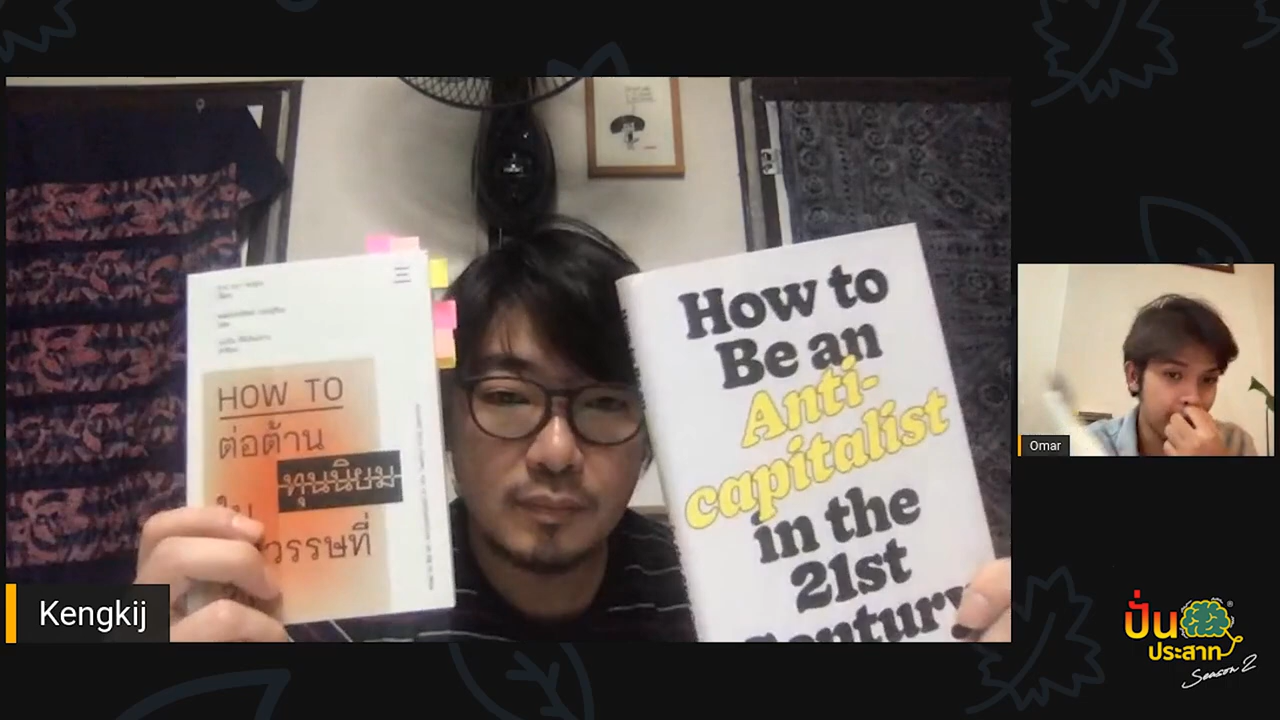 HOW TO
ต่อต้าน
ทุนนิยม
ใน
วรรษที่
How to
Be an
Anti-
capitalist
in the
21st
Century
Kengkij
Omar
ปั่น
ประสาท
Season 2